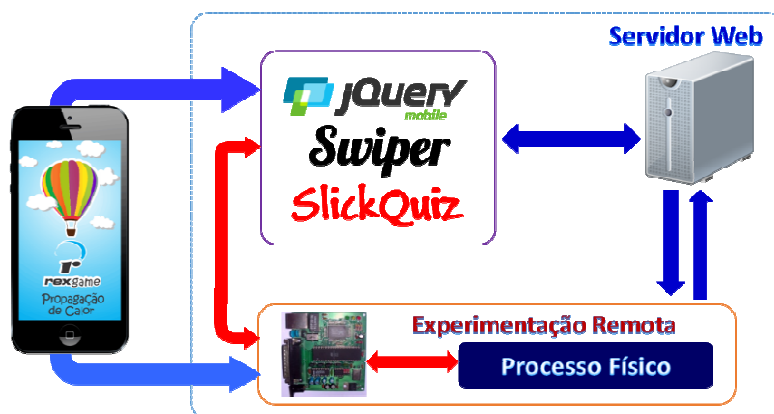 Servidor Web
jQuery
mobile
Swiper
SlickQuiz
rexgame
Propagação
de Calor
Experimentação Remota
Processo Físico